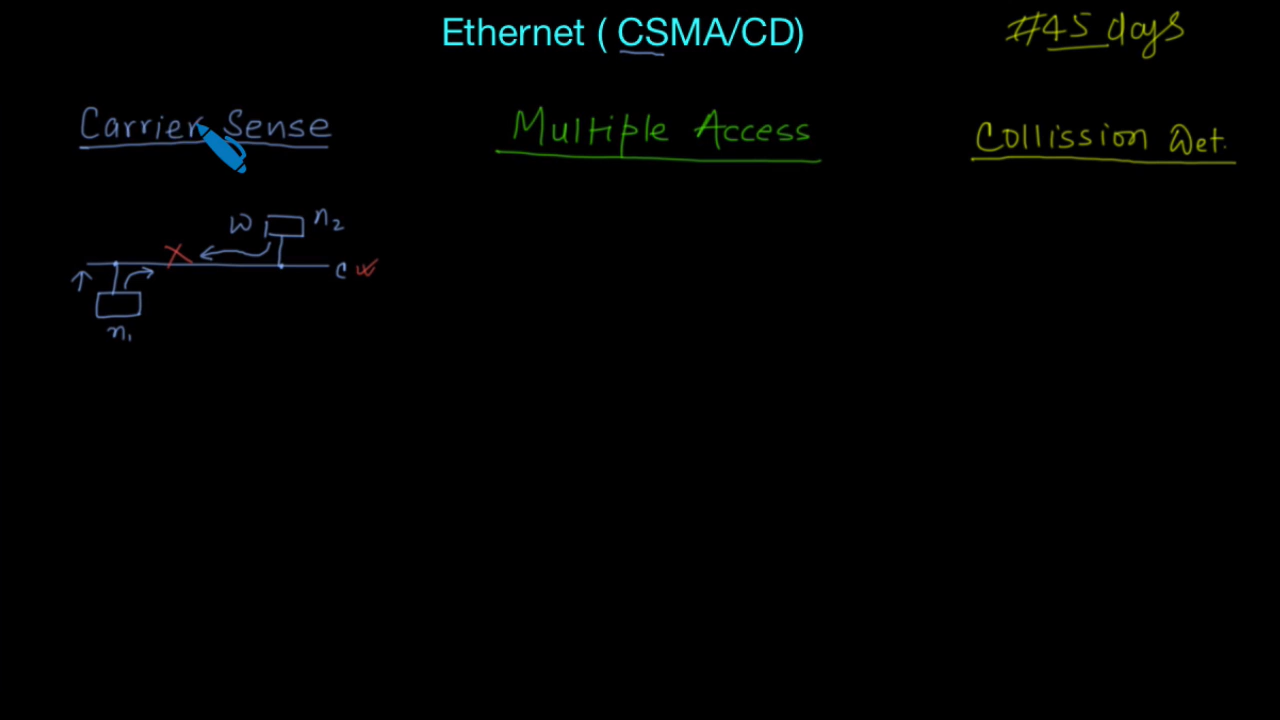 Ethernet ( CSMA/CD)
#45 days
Carrier Sense
Multiple Access
Collission Det.
W n2
C
n1